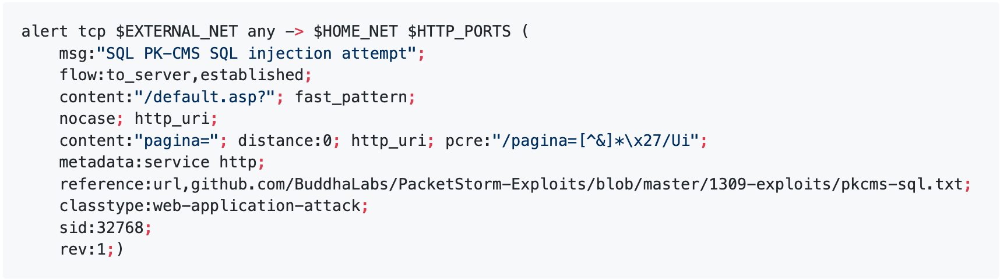 alert tcp $EXTERNAL_NET any -> $HOME_NET $HTTP_PORTS (
msg:"SQL PK-CMS SQL injection attempt";
flow:to_server,established;
content:"/default.asp?"; fast_pattern;
nocase; http_uri;
content:"pagina="; distance:0; http_uri; pcre:"/pagina=[^&]*\x27/Ui";
metadata:service http;
reference:url,github.com/BuddhaLabs/PacketStorm-Exploits/blob/master/1309-exploits/pkcms-sql.txt;
classtype:web-application-attack;
sid:32768;
rev:1;)